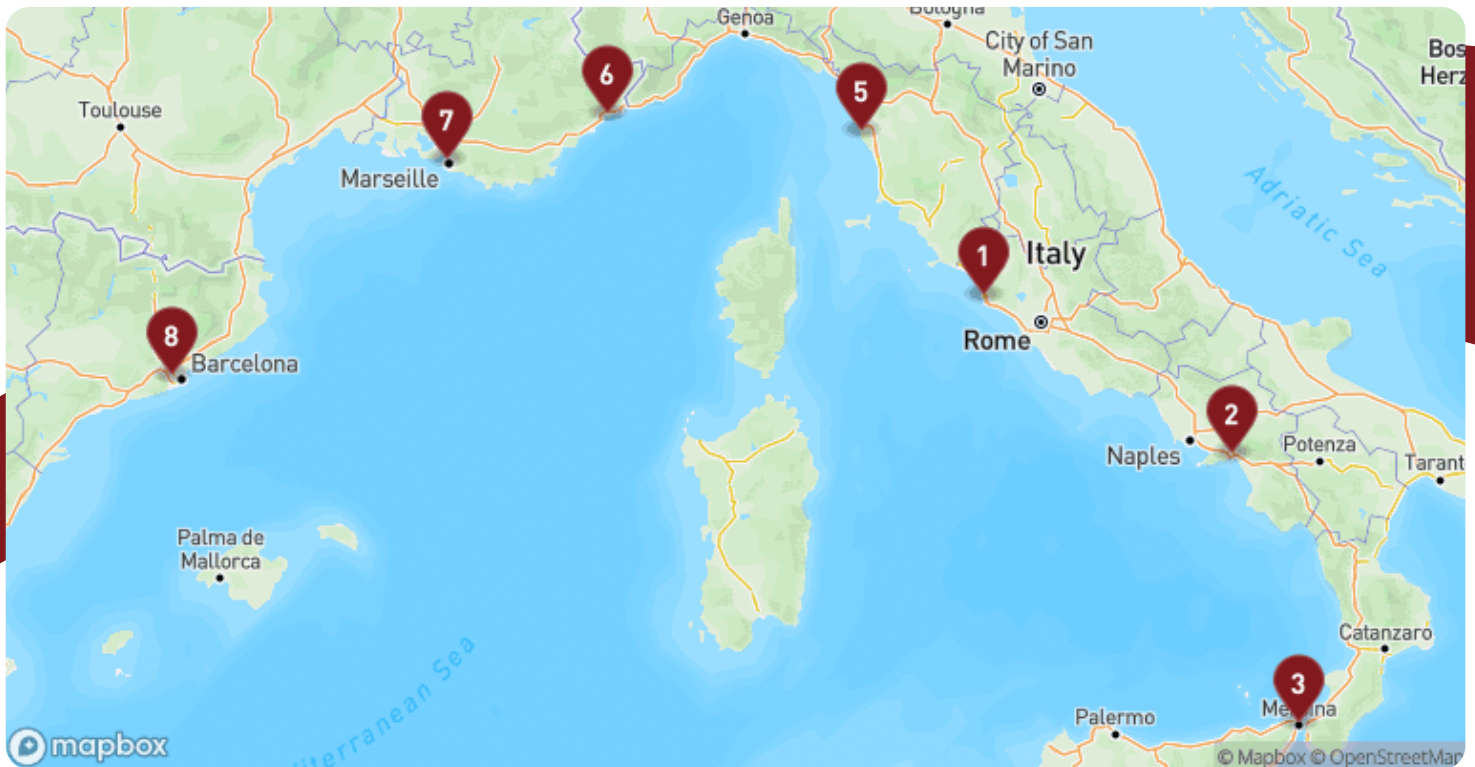 Genoa
Bologna
City of San
Marino
Bos
Herz
6
5
Toulouse
7
Marseille
Adriatic Sea
1
Italy
Rome
8
Barcelona
2
Naples
Potenza
Tarant
Palma de
Mallorca
Catanzaro
3
Palermo
iterranean Sea
mapbox
© Mapbox © OpenStreetMap